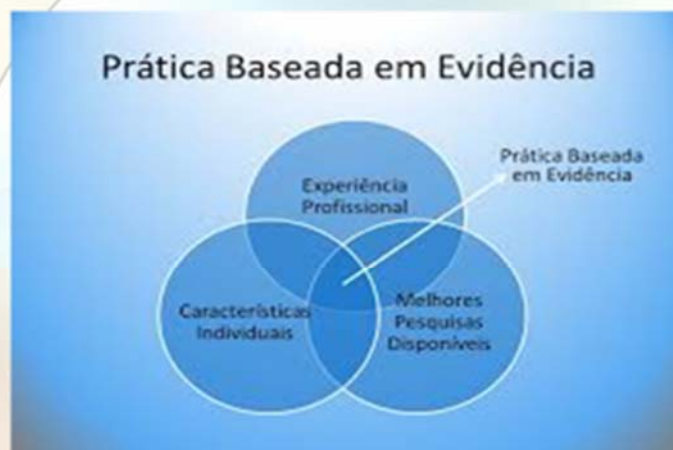 Prática Baseada em Evidência
Prática Baseada
em Evidência
Experiência
Profissional
Características
Individuais
Melhores
Pesquisas
Disponíveis